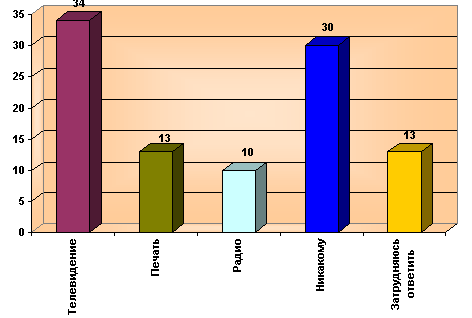 34
35
30
25
20
15
10
5
0
13
10
30
13
Телевидение
Печать
Радио
Никакому
Затрудняюсь
ответить